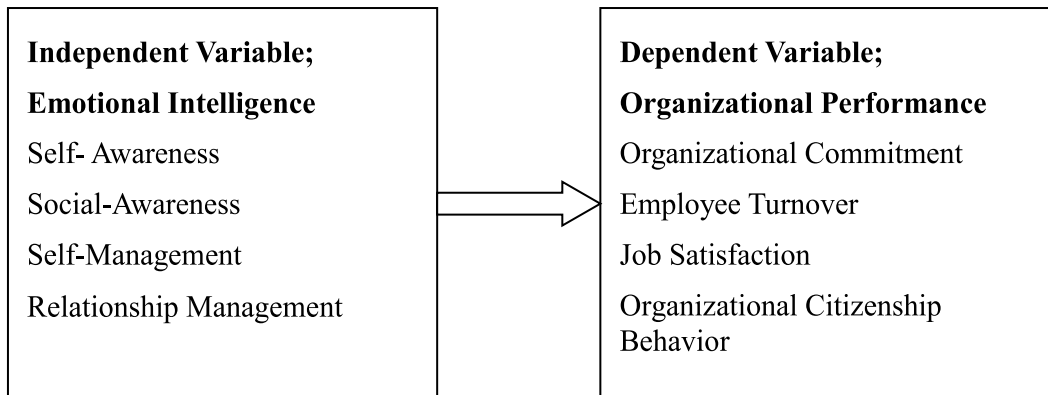 Independent Variable;
Emotional Intelligence
Self- Awareness
Social-Awareness
Self-Management
Relationship Management
Dependent Variable;
Organizational Performance
Organizational Commitment
Employee Turnover
Job Satisfaction
Organizational Citizenship
Behavior